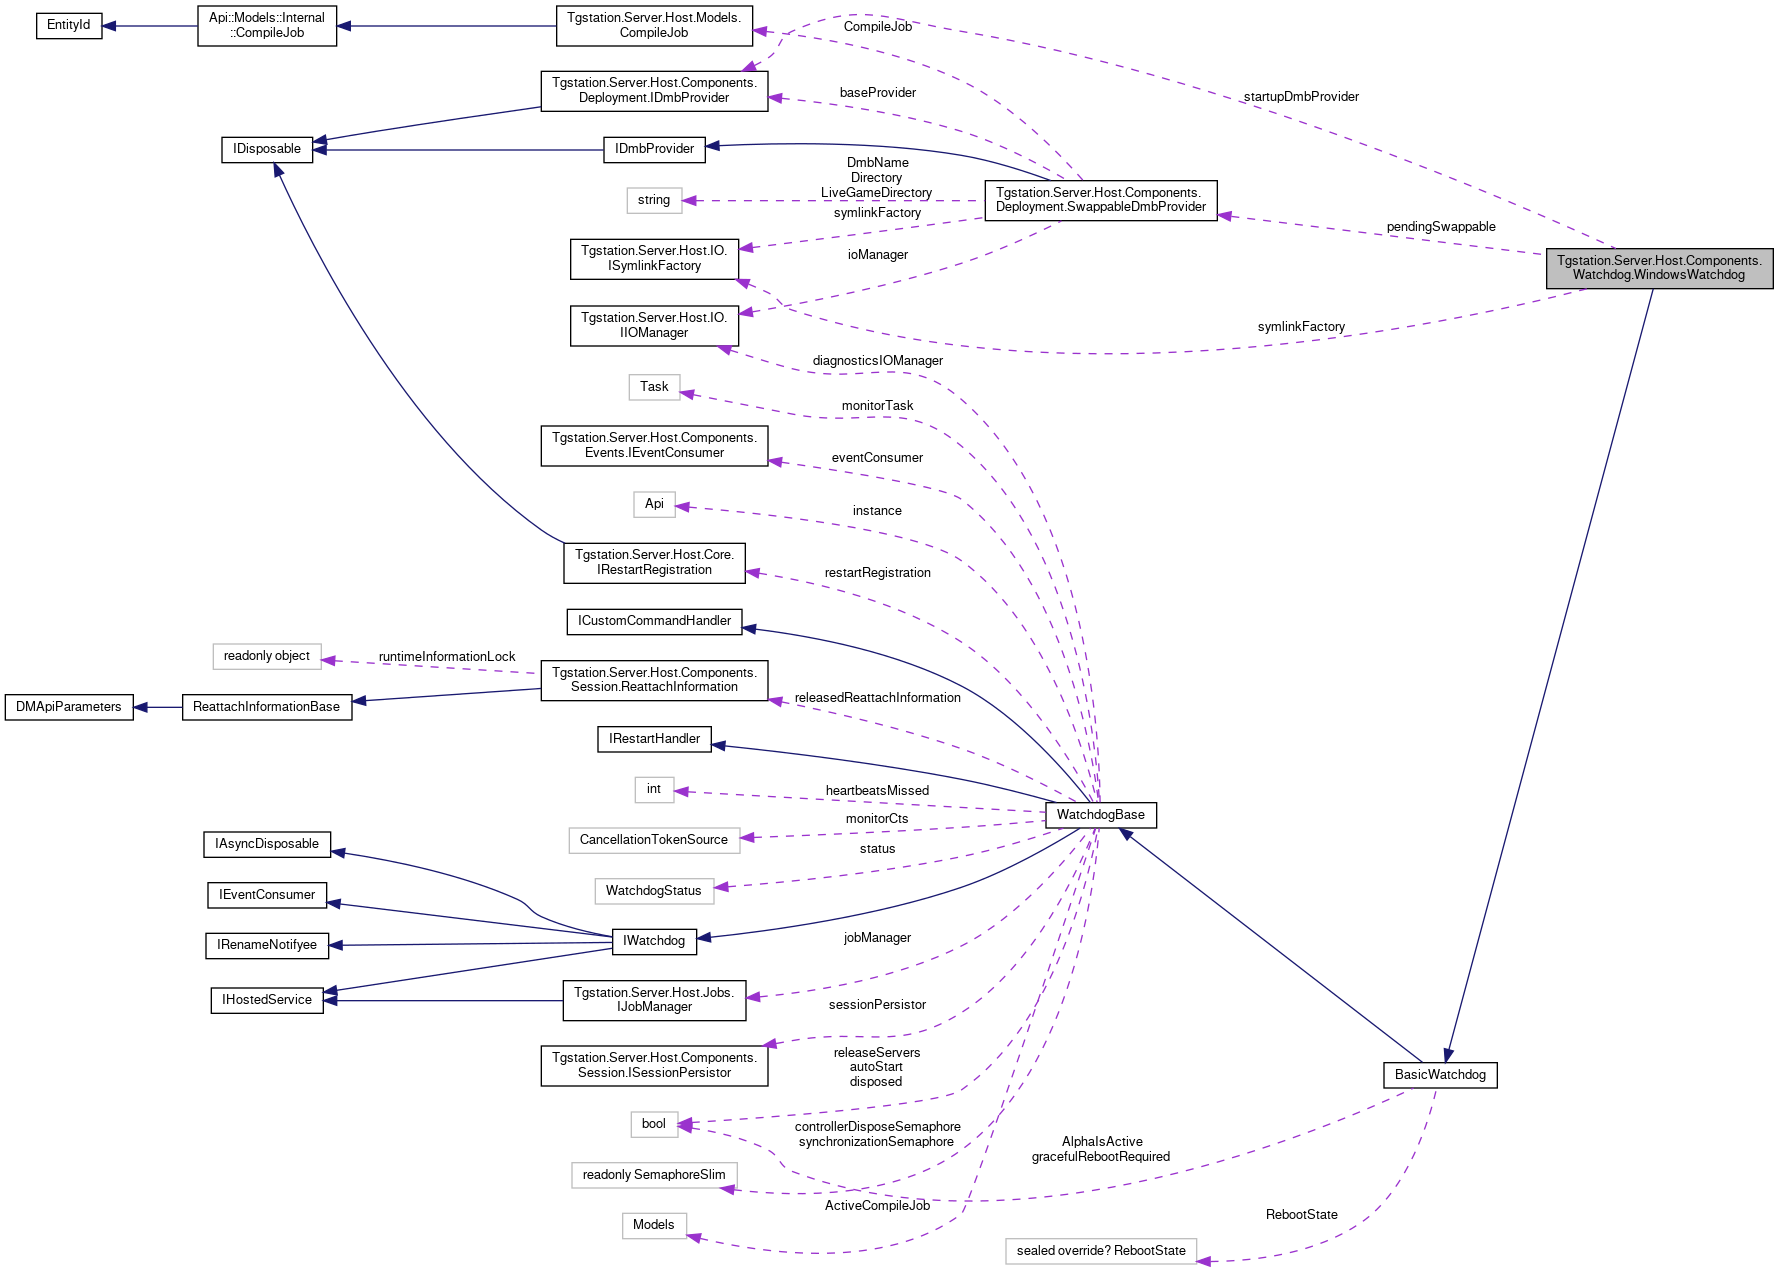 EntityId
Api::Models::Internal
::CompileJob
Tgstation.Server.Host.Models.
CompileJob
CompileJob
Tgstation.Server.Host.Components.
Deployment.IDmbProvider
baseProvider
startupDmbProvider
IDisposable
IDmbProvider
DmbName
Directory
LiveGameDirectory
string
Tgstation.Server.Host.Components.
Deployment.SwappableDmbProvider
symlinkFactory
pendingSwappable
Tgstation.Server.Host.IO.
ISymlinkFactory
ioManager
Tgstation.Server.Host.Components.
Watchdog.WindowsWatchdog
Tgstation.Server.Host.IO.
IIOManager
symlinkFactory
diagnosticsIOManager
Task
monitorTask
Tgstation.Server.Host.Components.
Events.IEventConsumer
eventConsumer
Api
instance
Tgstation.Server.Host.Core.
IRestartRegistration
restartRegistration
ICustomCommandHandler
readonly object
runtimeInformationLock
Tgstation.Server.Host.Components.
Session.ReattachInformation
releasedReattachInformation
DMApiParameters
ReattachInformationBase
IRestartHandler
int
heartbeatsMissed
WatchdogBase
monitorCts
CancellationTokenSource
IAsyncDisposable
status
WatchdogStatus
IEventConsumer
IRenameNotifyee
IWatchdog
jobManager
IHostedService
Tgstation.Server.Host.Jobs.
IJobManager
sessionPersistor
Tgstation.Server.Host.Components.
Session.ISessionPersistor
releaseServers
autoStart
disposed
BasicWatchdog
bool
controllerDisposeSemaphore
synchronizationSemaphore
AlphaIsActive
gracefulRebootRequired
readonly SemaphoreSlim
ActiveCompileJob
Models
RebootState
sealed override? RebootState